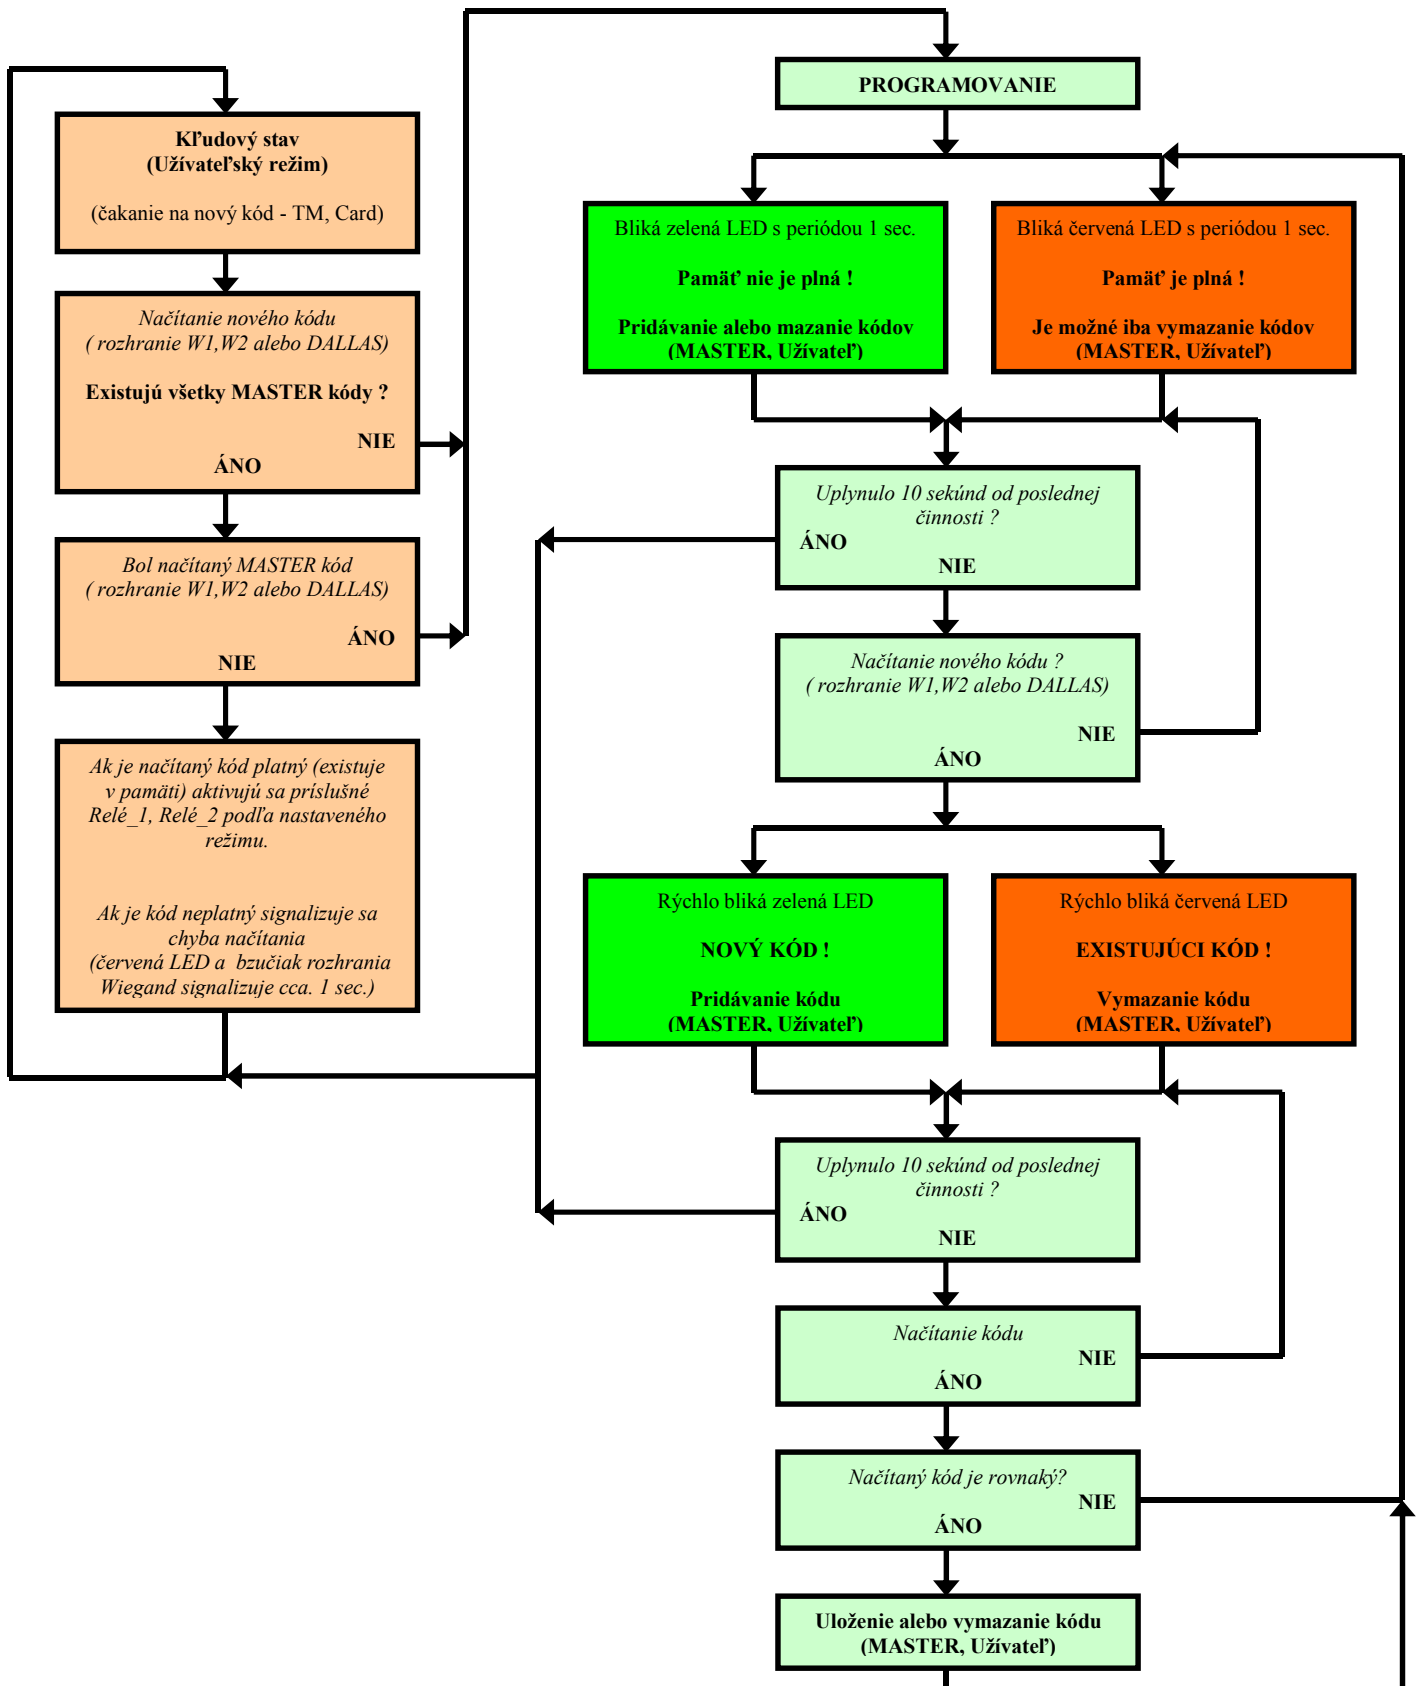 Kľudový stav
(Užívateľský režim)
(čakanie na nový kód - TM, Card)
Načítanie nového kódu
( rozhranie W1,W2 alebo DALLAS)
Existujú všetky MASTER kódy ?
NIE
ÁNO
Bol načítaný MASTER kód
( rozhranie W1,W2 alebo DALLAS)
ÁNO
NIE
Ak je načítaný kód platný (existuje
v pamäti) aktivujú sa príslušné
Relé_1, Relé_2 podľa nastaveného
režimu.
Ak je kód neplatný signalizuje sa
chyba načítania
(červená LED a bzučiak rozhrania
Wiegand signalizuje cca. 1 sec.)
PROGRAMOVANIE
Bliká zelená LED s periódou 1 sec.
Pamäť nie je plná !
Pridávanie alebo mazanie kódov
(MASTER, Užívateľ)
Bliká červená LED s periódou 1 sec.
Pamäť je plná !
Je možné iba vymazanie kódov
(MASTER, Užívateľ)
Uplynulo 10 sekúnd od poslednej
činnosti ?
ÁNO
NIE
Načítanie nového kódu ?
( rozhranie W1,W2 alebo DALLAS)
NIE
ÁNO
Rýchlo bliká zelená LED
NOVÝ KÓD !
Pridávanie kódu
(MASTER, Užívateľ)
Rýchlo bliká červená LED
EXISTUJÚCI KÓD !
Vymazanie kódu
(MASTER, Užívateľ)
Uplynulo 10 sekúnd od poslednej
činnosti ?
ÁNO
NIE
Načítanie kódu
NIE
ÁNO
Načítaný kód je rovnaký?
NIE
ÁNO
Uloženie alebo vymazanie kódu
(MASTER, Užívateľ)